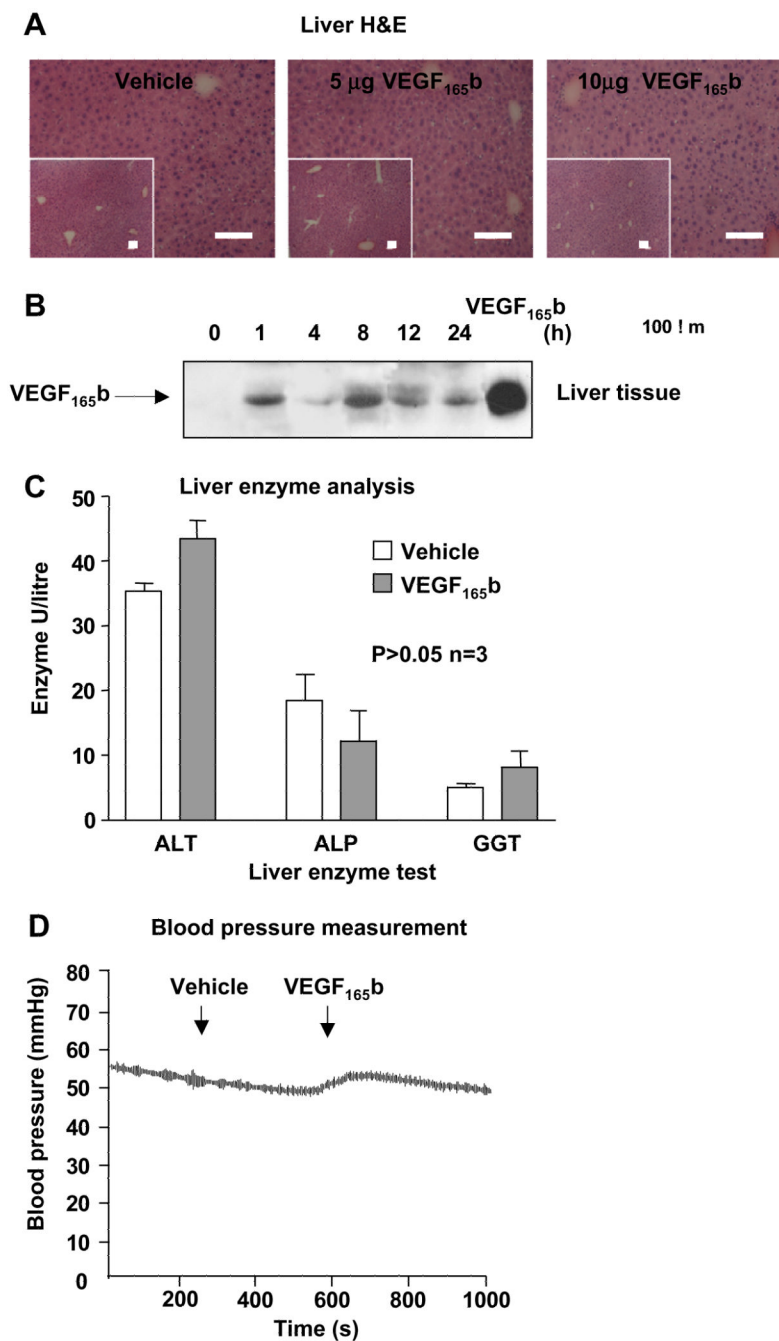 A
Liver H&E
Vehicle
5 μg VEGF₁₆₅b
10μg VEGF₁₆₅b
B
VEGF₁₆₅b
0 1 4 8 12 24 (h)
100 ! m
VEGF₁₆₅b
Liver tissue
C
Liver enzyme analysis
50
40
30
20
10
0
Enzyme U/litre
Vehicle
VEGF₁₆₅b
P>0.05 n=3
ALT ALP GGT
Liver enzyme test
D
Blood pressure measurement
80
70
60
50
40
30
20
10
0
Blood pressure (mmHg)
Vehicle
VEGF₁₆₅b
200 400 600 800 1000
Time (s)